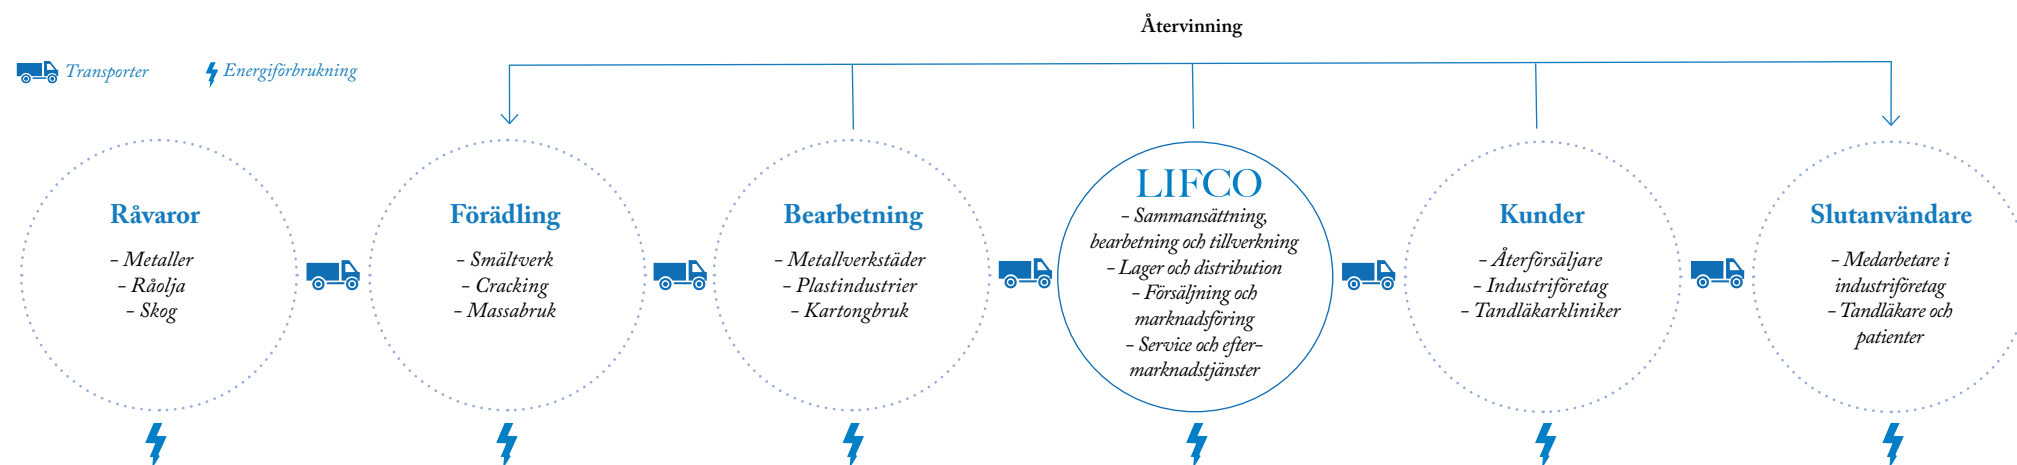 Återvinning
Transporter
Energiförbrukning
Råvaror
– Metaller
– Råolja
– Skog
Förädling
– Smältverk
– Cracking
– Massabruk
Bearbetning
– Metallverkstäder
– Plastindustrier
– Kartongbruk
LIFCO
– Sammansättning,
bearbetning och tillverkning
– Lager och distribution
– Försäljning och
marknadsföring
– Service och efter-
marknadstjänster
Kunder
– Återförsäljare
– Industriföretag
– Tandläkarkliniker
Slutanvändare
– Medarbetare i
industriföretag
– Tandläkare och
patienter